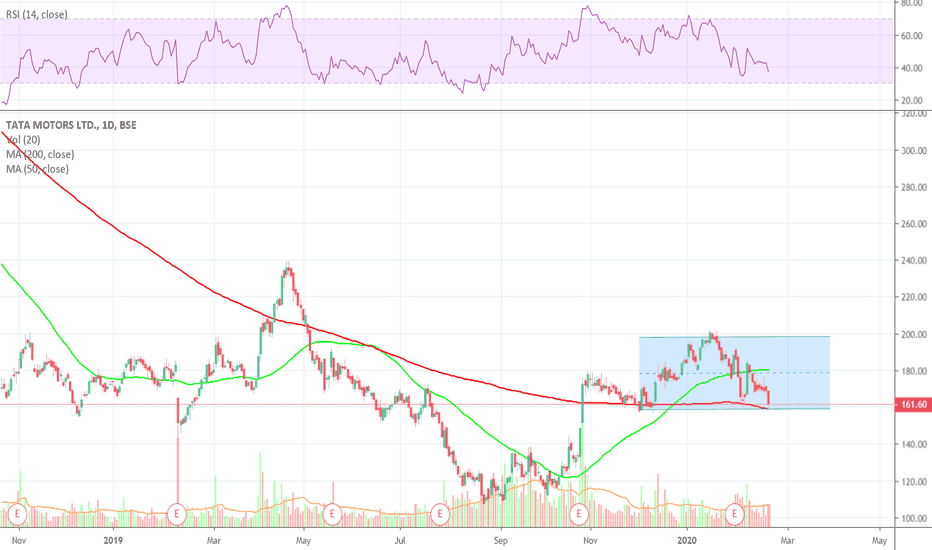 RSI (14, close)
80.00
60.00
40.00
20.00
TATA MOTORS LTD., 1D, BSE
Vol (20)
MA (200, close)
MA (50, close)
320.00
300.00
280.00
260.00
240.00
220.00
200.00
180.00
161.60
140.00
120.00
100.00
E E E E E E
Nov 2019 Mar May Jul Sep Nov 2020 Mar May